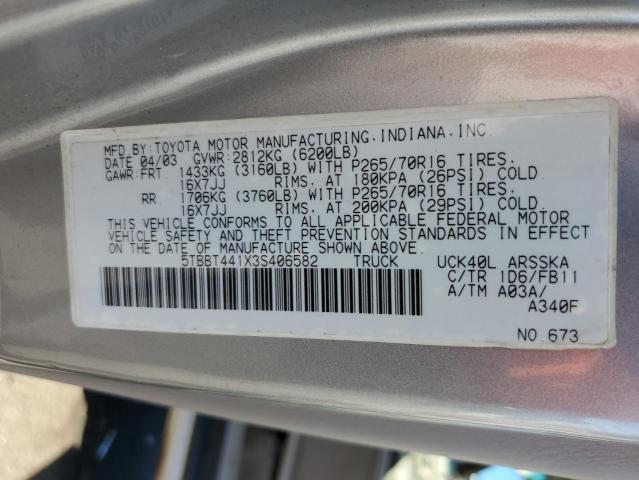 MFD BY:TOYOTA MOTOR MANUFACTURING.INDIANA.INC.
DATE 04/03 GVWR:2812KG (6200LB)
GAWR:FRT 1433KG (3160LB) WITH P265/70R16 TIRES.
16X7JJ RIMS. AT 180KPA (26PSI) COLD
RR 1706KG (3760LB) WITH P265/70R16 TIRES.
16X7JJ RIMS. AT 200KPA (29PSI) COLD.
THIS VEHICLE CONFORMS TO ALL APPLICABLE FEDERAL MOTOR
VEHICLE SAFETY AND THEFT PREVENTION STANDARDS IN EFFECT
ON THE DATE OF MANUFACTURE SHOWN ABOVE.
5TBBT441X3S406582 TRUCK UCK40L ARSSKA
C/TR 1D6/FB11
A/TM A03A/
A340F
NO.673